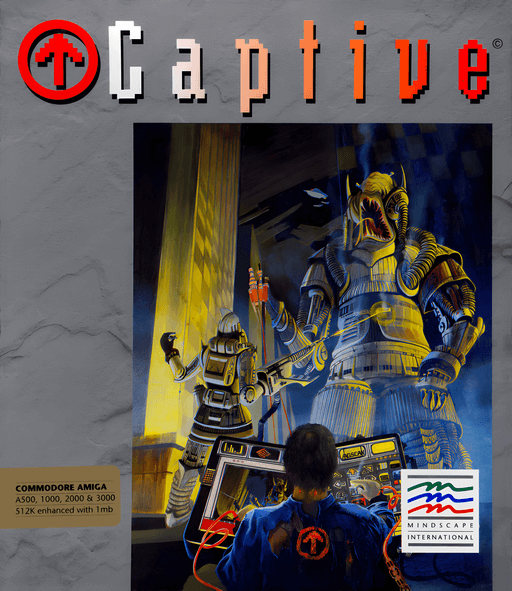 Captive©
COMMODORE AMIGA
A500, 1000, 2000 & 3000
512K enhanced with 1mb
MINDSCAPE
INTERNATIONAL